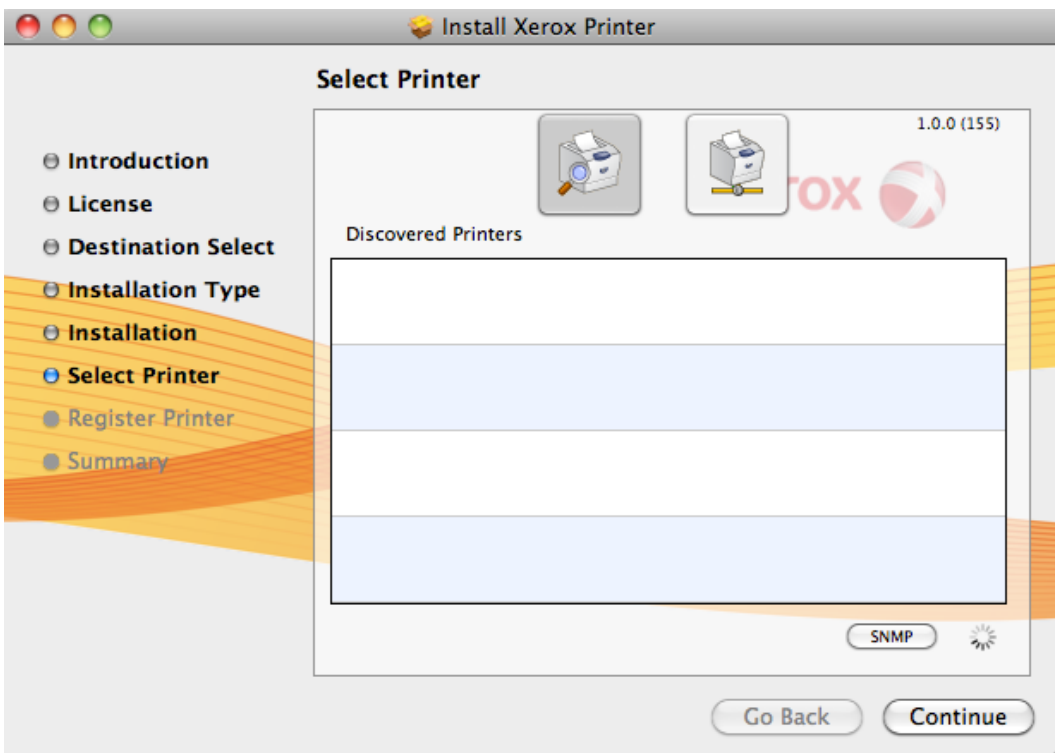 Install Xerox Printer
Select Printer
Introduction
License
Destination Select
Installation Type
Installation
Select Printer
Register Printer
Summary
1.0.0 (155)
rox
Discovered Printers
SNMP
Go Back
Continue